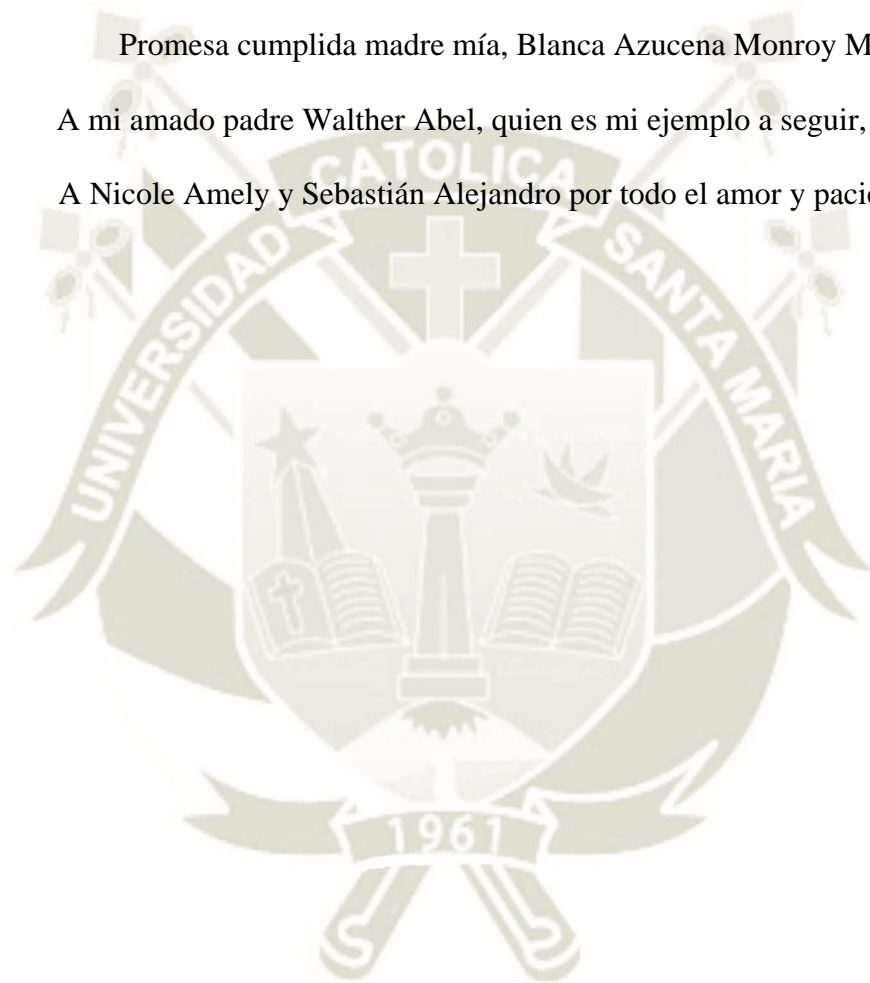 Promesa cumplida madre mía, Blanca Azucena Monroy
A mi amado padre Walther Abel, quien es mi ejemplo a seguir,
A Nicole Amely y Sebastián Alejandro por todo el amor y
UNIVERSIDAD CATOLICA SANTA MARIA
1961